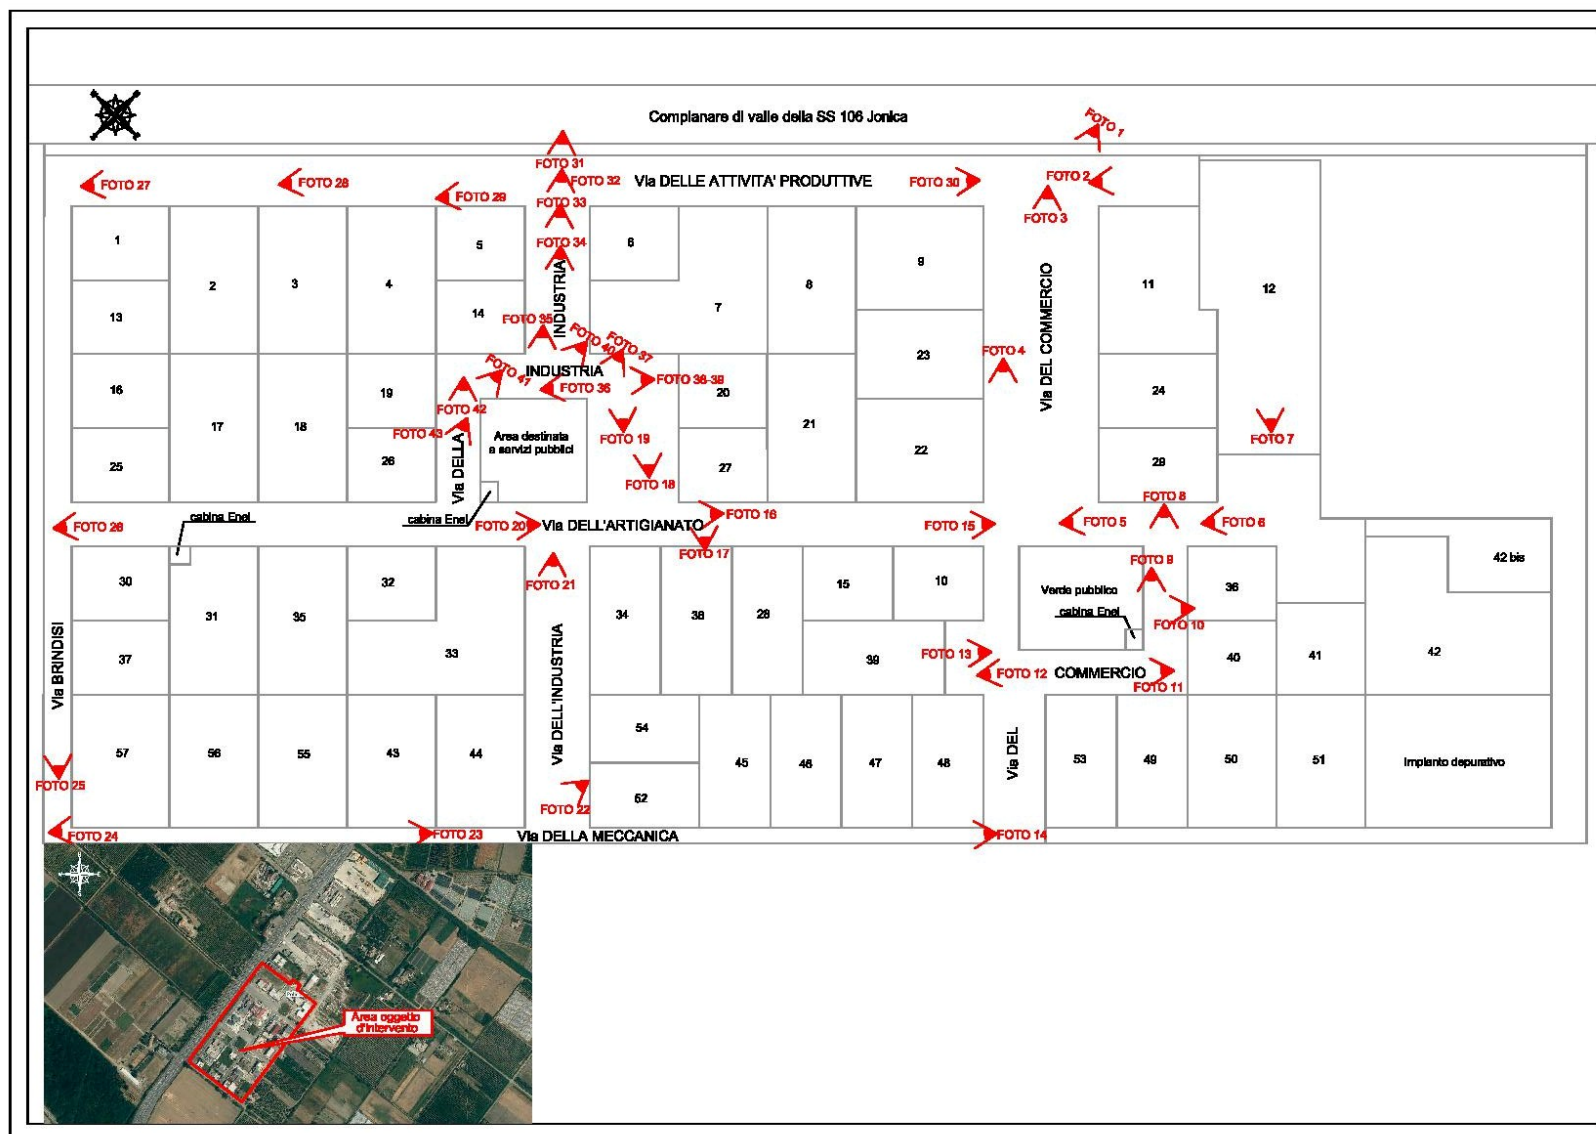 Complanare di valle della SS 106 Jonica
FOTO 1
FOTO 31
FOTO 27
FOTO 28
FOTO 29
FOTO 32
Via DELLE ATTIVITA' PRODUTTIVE
FOTO 30
FOTO 2
FOTO 33
FOTO 3
1
2
3
4
5
FOTO 34
INDUSTRIA
6
7
8
9
Via DEL COMMERCIO
11
12
13
14
FOTO 35
FOTO 40
FOTO 37
23
FOTO 4
16
17
18
19
FOTO 41
INDUSTRIA
FOTO 36
FOTO 38-39
20
21
24
FOTO 42
FOTO 43
Via DELLA
Area destinata
a servizi pubblici
FOTO 19
22
FOTO 7
25
26
FOTO 18
27
29
cabina Enel
cabina Enel
FOTO 8
FOTO 26
FOTO 20
Via DELL'ARTIGIANATO
FOTO 16
FOTO 15
FOTO 5
FOTO 6
FOTO 17
30
31
35
32
FOTO 21
34
38
28
15
10
Verde pubblico
cabina Enel
FOTO 9
36
42 bis
FOTO 10
Via BRINDISI
37
33
Via DELL'INDUSTRIA
39
FOTO 13
FOTO 12
COMMERCIO
FOTO 11
40
41
42
57
56
55
43
44
54
45
46
47
48
Via DEL
53
49
50
51
Impianto depurativo
FOTO 25
FOTO 22
52
FOTO 24
FOTO 23
Via DELLA MECCANICA
FOTO 14
Area oggetto
d'intervento